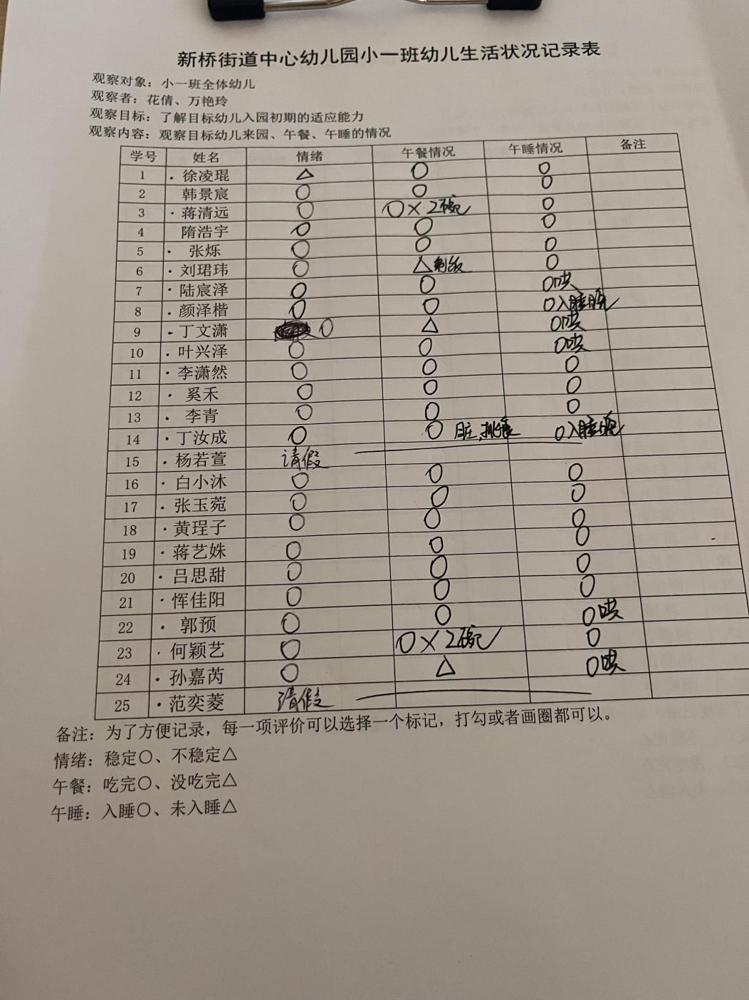 新桥街道中心幼儿园小一班幼儿生活状况记录表
观察对象：小一班全体幼儿
观察者：花倩、万艳玲
观察目标：了解目标幼儿入园初期的适应能力
观察内容：观察目标幼儿来园、午餐、午睡的情况
学号 姓名 情绪 午餐情况 午睡情况 备注
1 · 徐凌琨 △ ○ ○
2 韩景宸 ○ ○ ○
3 · 蒋清远 ○ ○×2碗 ○
4 隋浩宇 ○ ○ ○
5 · 张烁 ○ ○ ○
6 · 刘珺玮 ○ △剩饭 ○
7 · 陆宸泽 ○ ○ ○哄
8 · 颜泽楷 ○ ○ ○入睡晚
9 · 丁文潇 ○ △ ○哄
10 · 叶兴泽 ○ ○ ○哄
11 · 李潇然 ○ ○ ○
12 · 奚禾 ○ ○ ○
13 · 李青 ○ ○ ○
14 · 丁汝成 ○ ○ 脏, 挑食 ○入睡晚
15 · 杨若萱 请假
16 · 白小沐 ○ ○ ○
17 · 张玉菀 ○ ○ ○
18 · 黄珵子 ○ ○ ○
19 · 蒋艺姝 ○ ○ ○
20 · 吕思甜 ○ ○ ○
21 · 恽佳阳 ○ ○ ○
22 · 郭预 ○ ○ ○哄
23 · 何颖艺 ○ ○×2碗 ○
24 · 孙嘉芮 ○ △ ○哄
25 · 范奕菱 请假
备注：为了方便记录，每一项评价可以选择一个标记，打勾或者画圈都可以。
情绪：稳定○、不稳定△
午餐：吃完○、没吃完△
午睡：入睡○、未入睡△